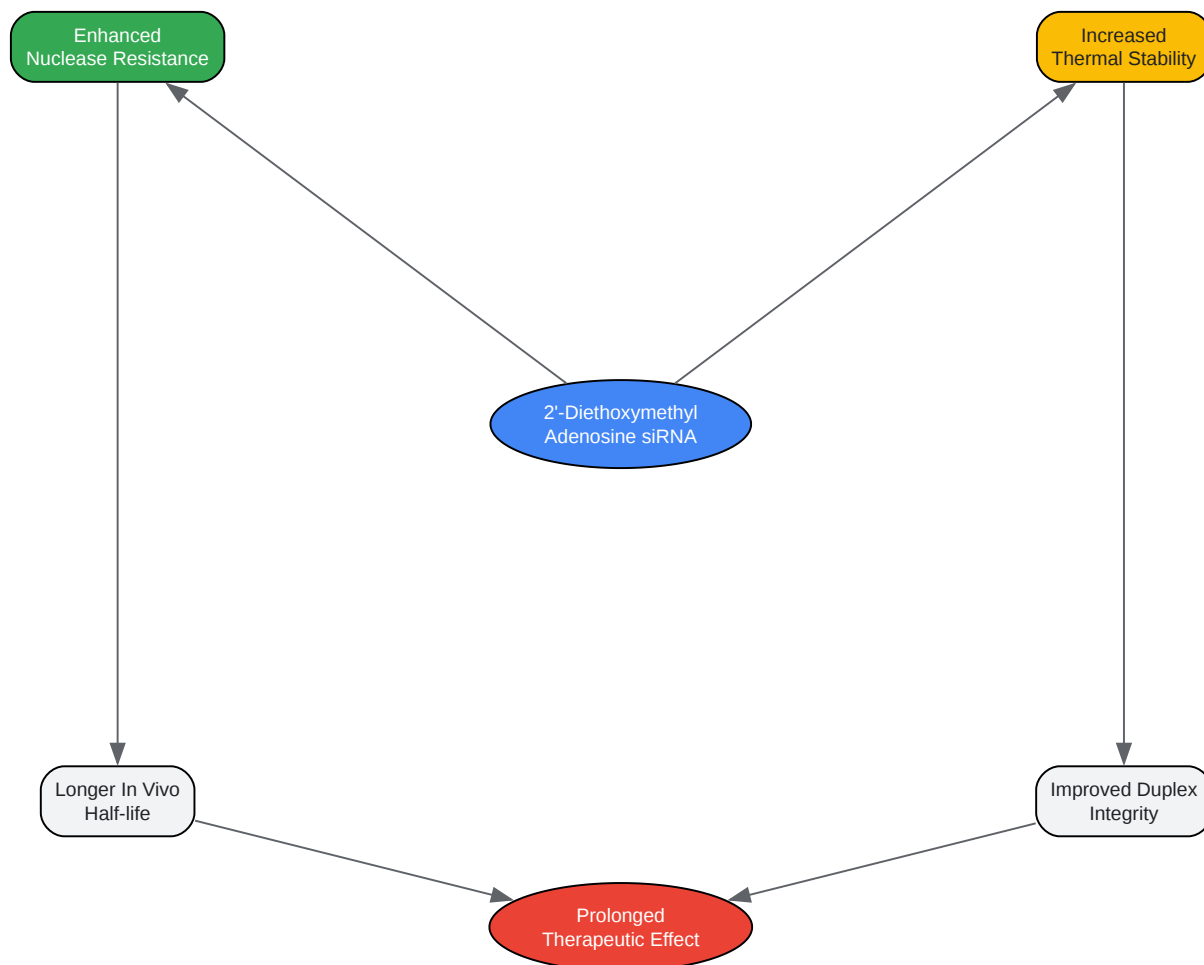 Enhanced
Nuclease Resistance
Increased
Thermal Stability
2'-Diethoxymethyl
Adenosine siRNA
Longer In Vivo
Half-life
Improved Duplex
Integrity
Prolonged
Therapeutic Effect